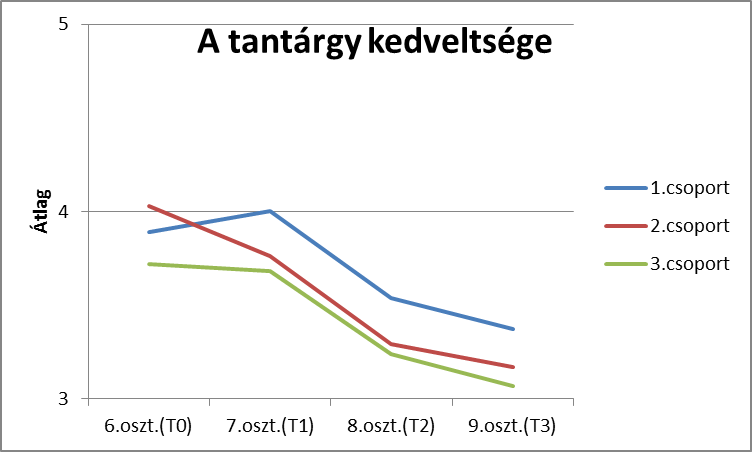 A tantárgy kedveltsége
5
4
3
Átlag
6.oszt.(T0)
7.oszt.(T1)
8.oszt.(T2)
9.oszt.(T3)
1.csoport
2.csoport
3.csoport